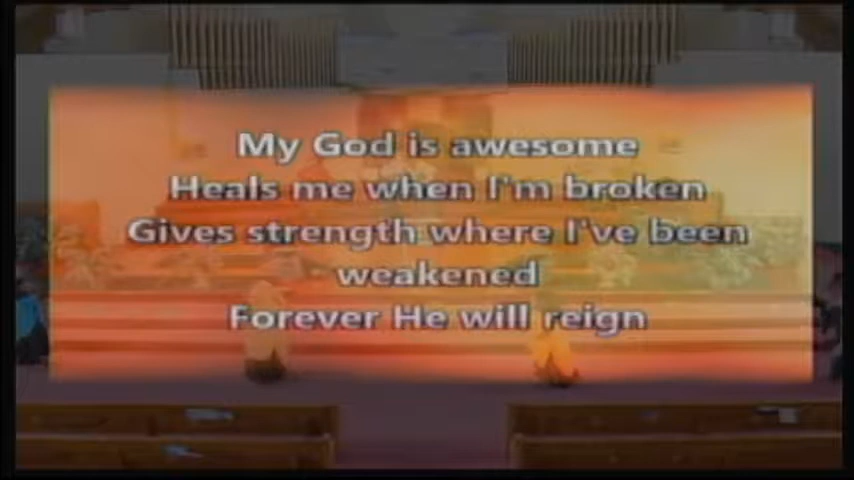 My God is awesome
Heals me when I'm broken
Gives strength where I've been
weakened
Forever He will reign